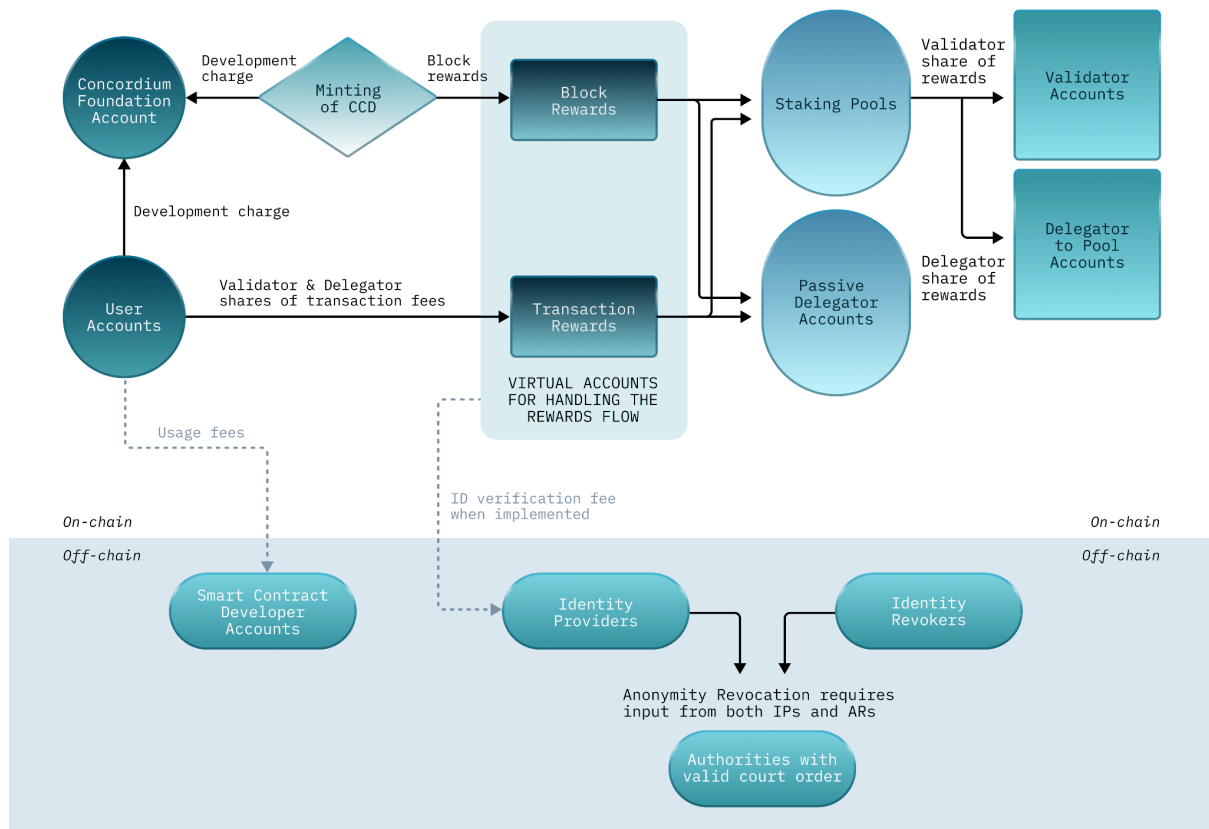 Concordium
Foundation
Account
Development
charge
Minting
of CCD
Block
rewards
Block
Rewards
Staking Pools
Validator
share of
rewards
Validator
Accounts
Development charge
User
Accounts
Validator & Delegator
shares of transaction fees
Transaction
Rewards
VIRTUAL ACCOUNTS
FOR HANDLING THE
REWARDS FLOW
Passive
Delegator
Accounts
Delegator
share of
rewards
Delegator
to Pool
Accounts
Usage fees
ID verification fee
when implemented
On-chain
On-chain
Off-chain
Off-chain
Smart Contract
Developer
Accounts
Identity
Providers
Identity
Revokers
Anonymity Revocation requires
input from both IPs and ARs
Authorities with
valid court order